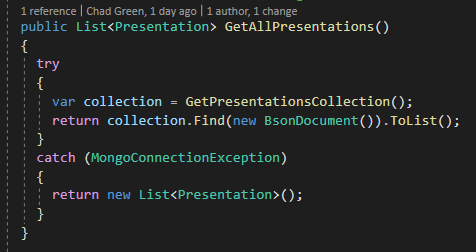 1 reference | Chad Green, 1 day ago | 1 author, 1 change
public List<Presentation> GetAllPresentations()
{
  try
  {
    var collection = GetPresentationsCollection();
    return collection.Find(new BsonDocument()).ToList();
  }
  catch (MongoConnectionException)
  {
    return new List<Presentation>();
  }
}